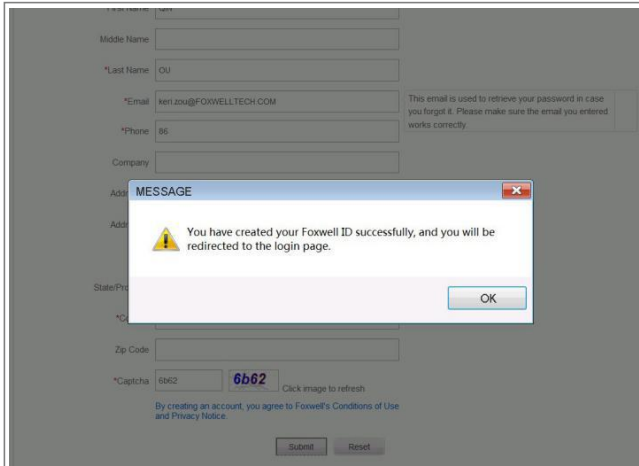 First Name
Middle Name
*Last Name OU
*Email keri.zou@FOXWELLTECH.COM
This email is used to retrieve your password in case
you forgot it. Please make sure the email you entered
works correctly.
*Phone 86
Company
MESSAGE
You have created your Foxwell ID successfully, and you will be
redirected to the login page.
OK
Zip Code
*Captcha 6b62 6b62 Click image to refresh
By creating an account, you agree to Foxwell's Conditions of Use
and Privacy Notice.
Submit Reset